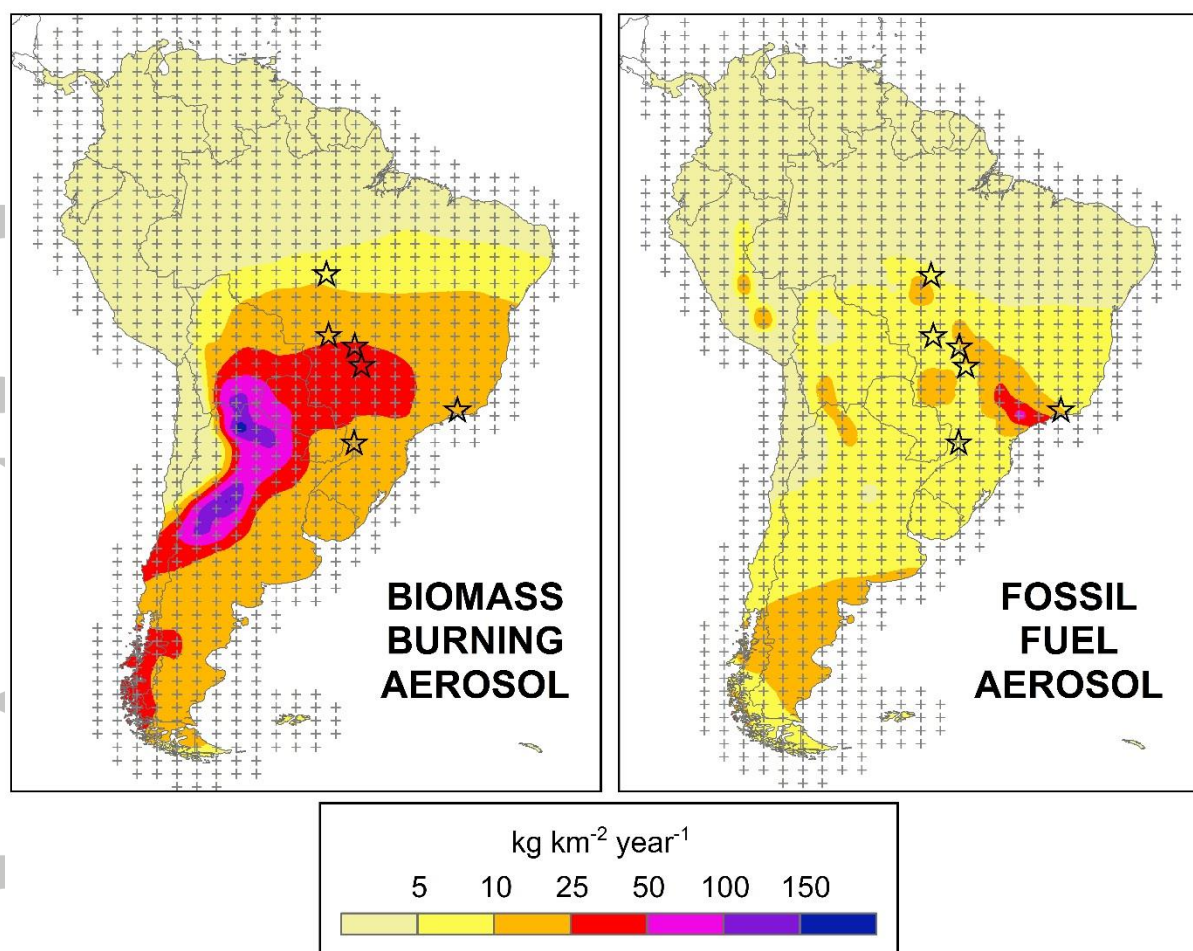 BIOMASS
BURNING
AEROSOL
FOSSIL
FUEL
AEROSOL
kg km⁻² year⁻¹
5 10 25 50 100 150